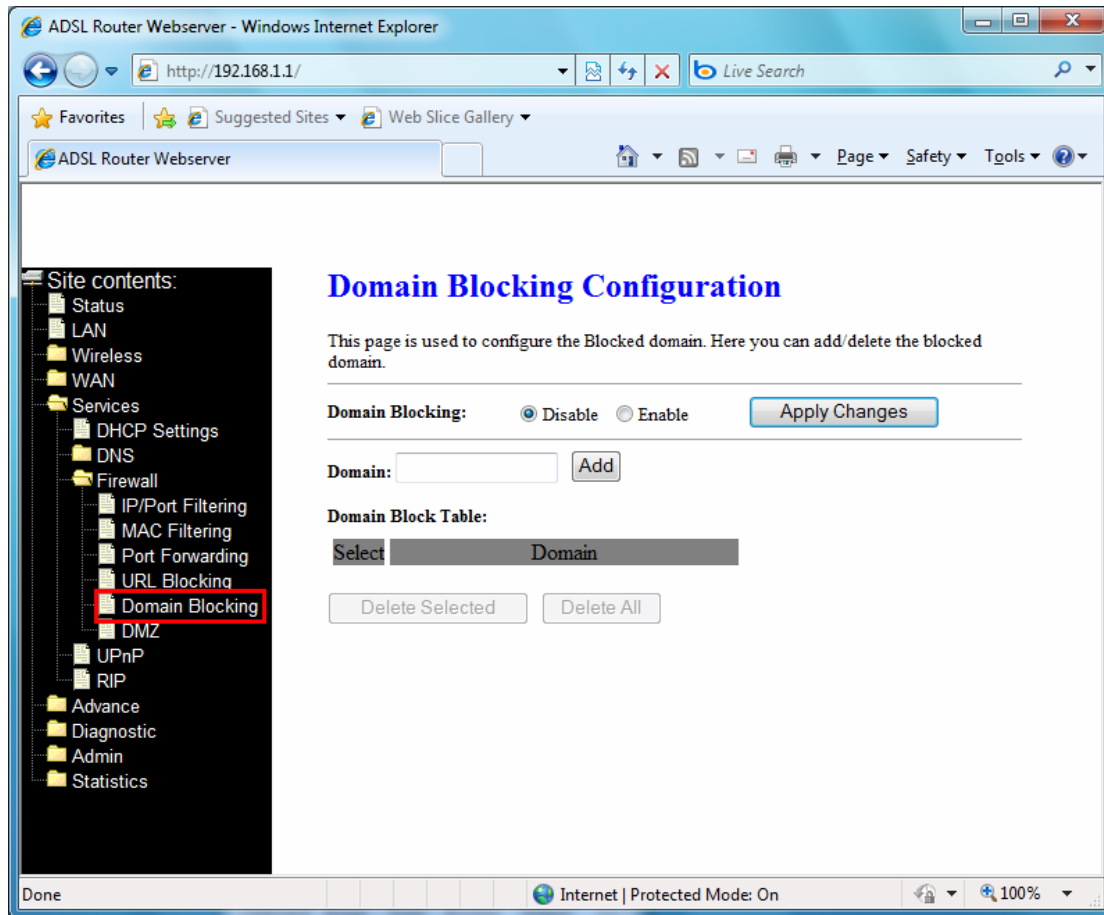 ADSL Router Webserver - Windows Internet Explorer
http://192.168.1.1/
Live Search
Favorites
Suggested Sites
Web Slice Gallery
ADSL Router Webserver
Page
Safety
Tools
Site contents:
Status
LAN
Wireless
WAN
Services
DHCP Settings
DNS
Firewall
IP/Port Filtering
MAC Filtering
Port Forwarding
URL Blocking
Domain Blocking
DMZ
UPnP
RIP
Advance
Diagnostic
Admin
Statistics
Domain Blocking Configuration
This page is used to configure the Blocked domain. Here you can add/delete the blocked
domain.
Domain Blocking: Disable Enable Apply Changes
Domain: Add
Domain Block Table:
Select Domain
Delete Selected Delete All
Done
Internet | Protected Mode: On
100%